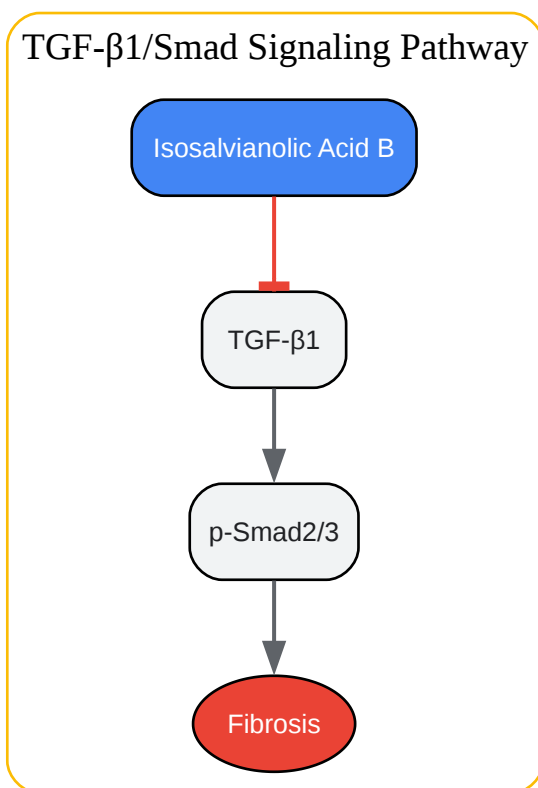 TGF-β1/Smad Signaling Pathway
Isosalvianolic Acid B
TGF-β1
p-Smad2/3
Fibrosis